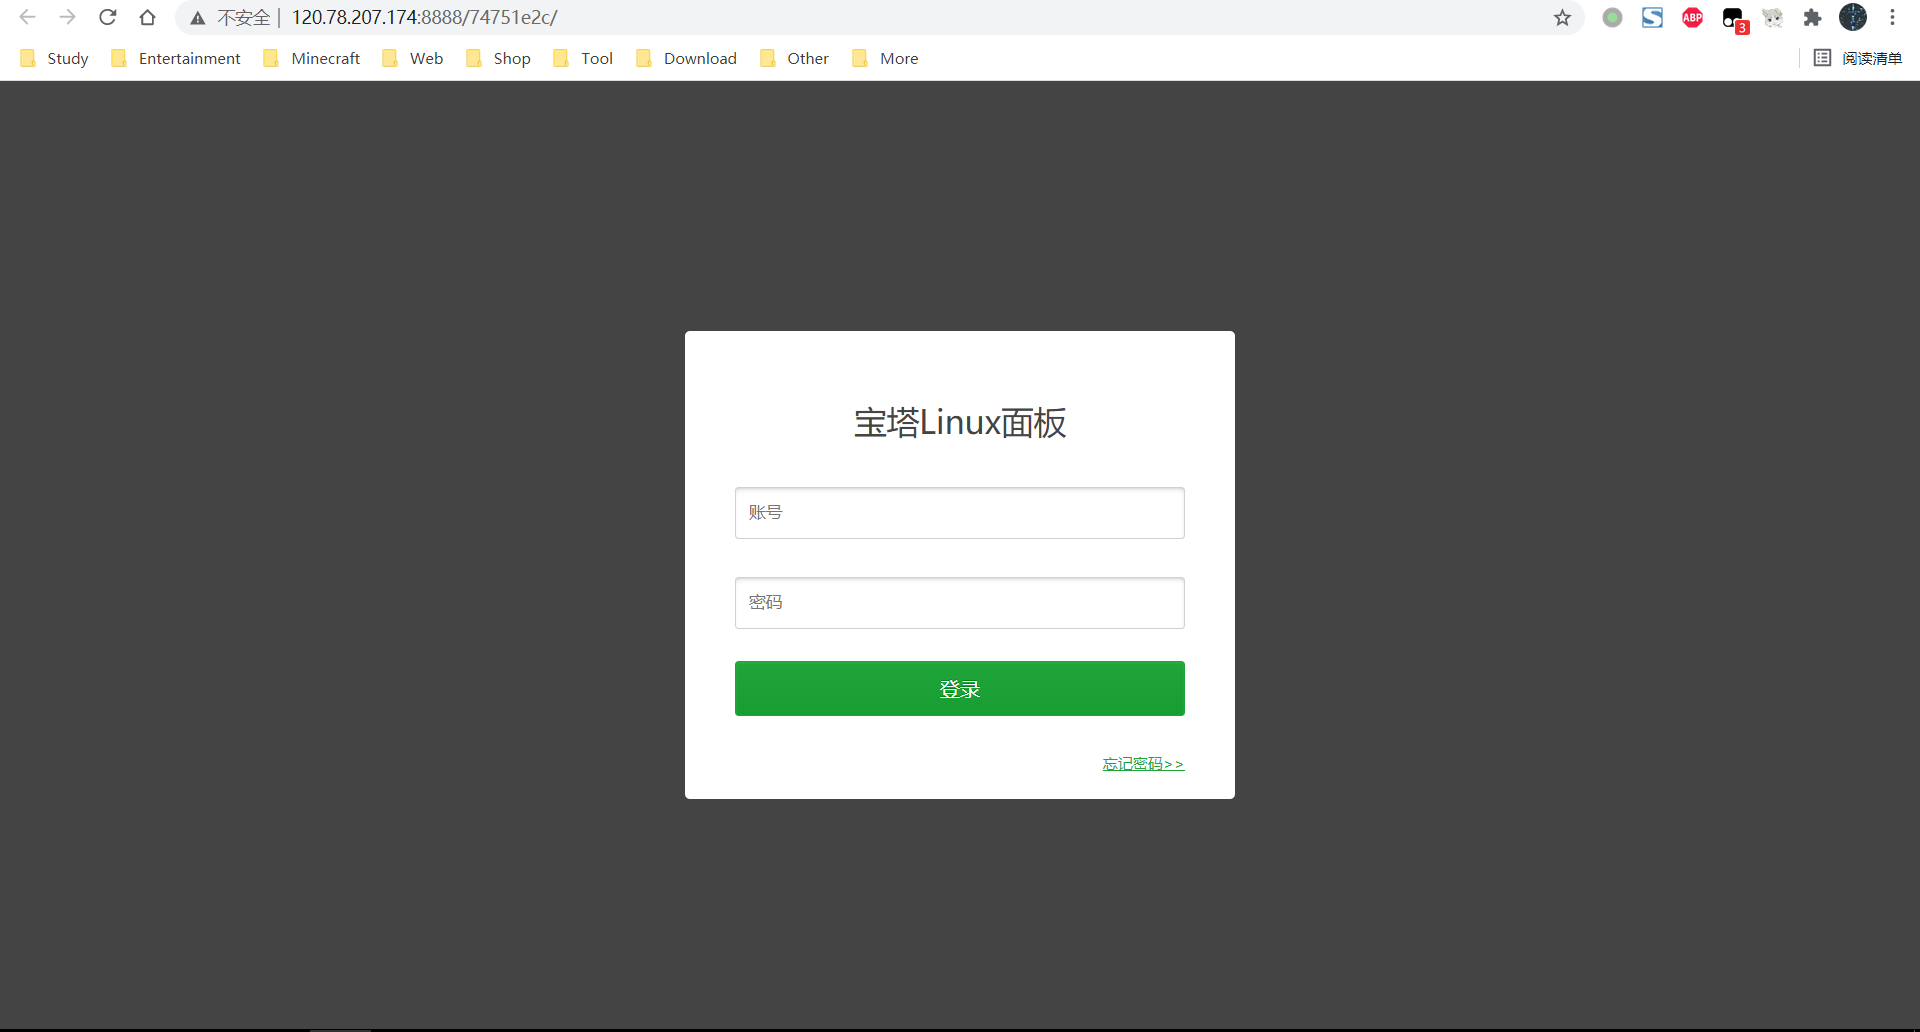 不安全 | 120.78.207.174:8888/74751e2c/
ABP
3
Study Entertainment Minecraft Web Shop Tool Download Other More 阅读清单
宝塔Linux面板
账号
密码
登录
忘记密码>>